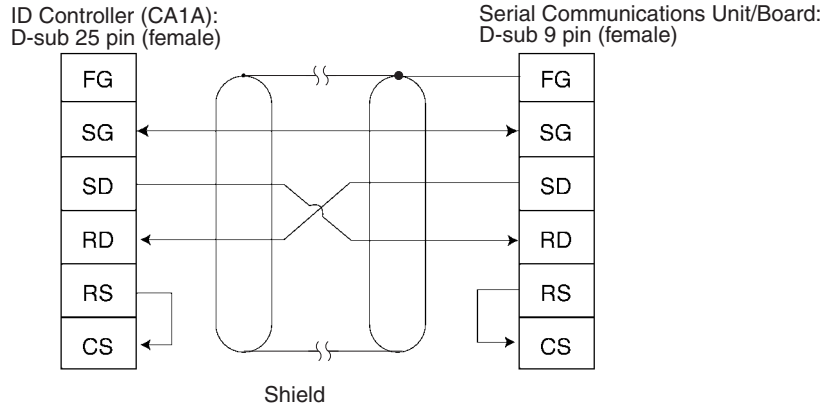 ID Controller (CA1A):
D-sub 25 pin (female)
Serial Communications Unit/Board:
D-sub 9 pin (female)
FG
FG
SG
SG
SD
SD
RD
RD
RS
RS
CS
CS
Shield